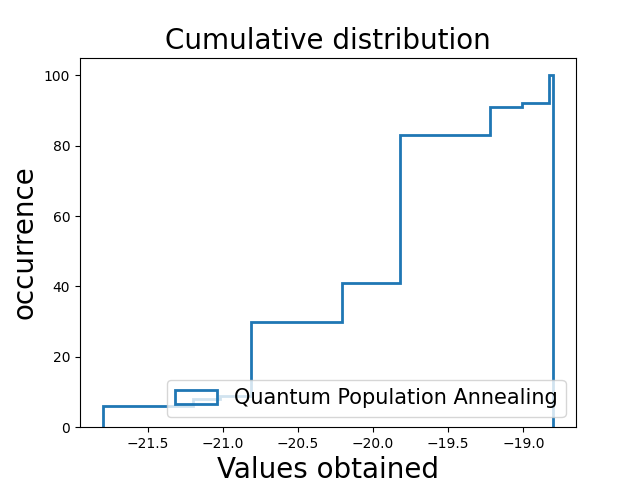 Cumulative distribution
occurrence
100
80
60
40
20
0
Quantum Population Annealing
−21.5 −21.0 −20.5 −20.0 −19.5 −19.0
Values obtained